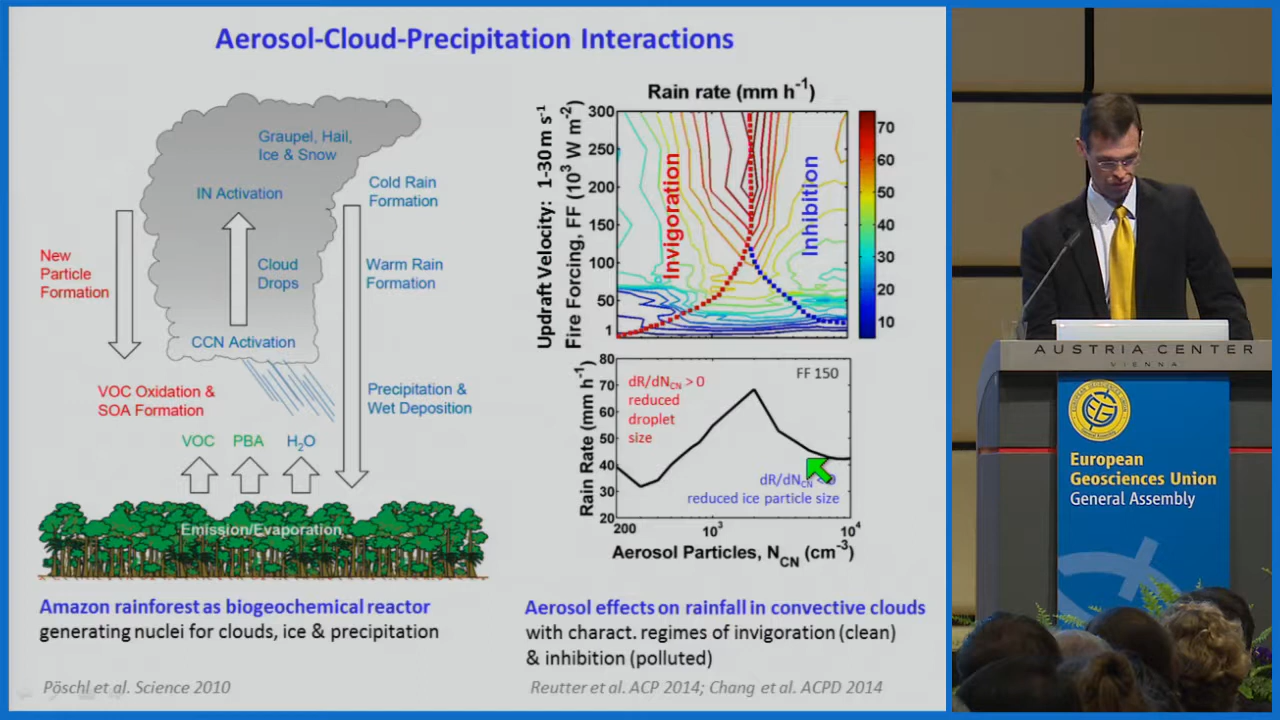 Aerosol-Cloud-Precipitation Interactions
Graupel, Hail,
Ice & Snow
IN Activation
Cloud
Drops
CCN Activation
New
Particle
Formation
Cold Rain
Formation
Warm Rain
Formation
VOC Oxidation &
SOA Formation
Precipitation &
Wet Deposition
VOC PBA H2O
Emission/Evaporation
Amazon rainforest as biogeochemical reactor
generating nuclei for clouds, ice & precipitation
Pöschl et al. Science 2010
Rain rate (mm h-1)
Updraft Velocity: 1-30 m s-1
Fire Forcing, FF (10³ W m-2)
300
250
200
150
100
50
1
Invigoration
Inhibition
70
60
50
40
30
20
10
Rain Rate (mm h-1)
80
70
60
50
40
30
20
dR/dNCN > 0
reduced
droplet
size
FF 150
dR/dNCN < 0
reduced ice particle size
200 10³ 10⁴
Aerosol Particles, NCN (cm-3)
Aerosol effects on rainfall in convective clouds
with charact. regimes of invigoration (clean)
& inhibition (polluted)
Reutter et al. ACP 2014; Chang et al. ACPD 2014
AUSTRIA CENTER
VIENNA
European
Geosciences Union
General Assembly